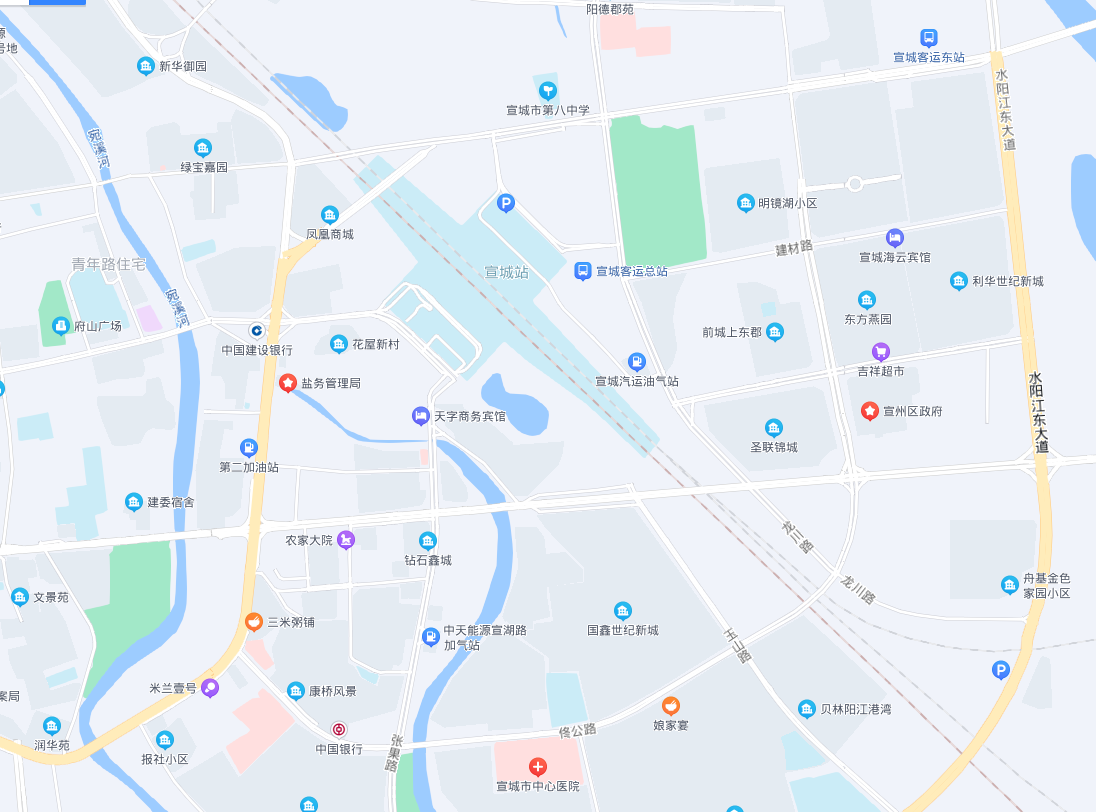 阳德郡苑
号地
宣城客运东站
新华御园
水阳江东大道
宣城市第八中学
宛溪河
绿宝嘉园
明镜湖小区
凤凰商城
建材路
宣城海云宾馆
青年路住宅
宣城站
宣城客运总站
利华世纪新城
宛溪河
东方燕园
府山广场
前城上东郡
中国建设银行
花屋新村
吉祥超市
盐务管理局
宣城汽运油气站
水阳江东大道
天字商务宾馆
宣州区政府
圣联锦城
第二加油站
建委宿舍
龙川路
农家大院
钻石鑫城
龙川路
舟基金色
家园小区
文景苑
三米粥铺
国鑫世纪新城
中天能源宣湖路
加气站
玉山路
米兰壹号
康桥风景
案局
贝林阳江港湾
娘家宴
佟公路
润华苑
中国银行
张果路
报社小区
宣城市中心医院